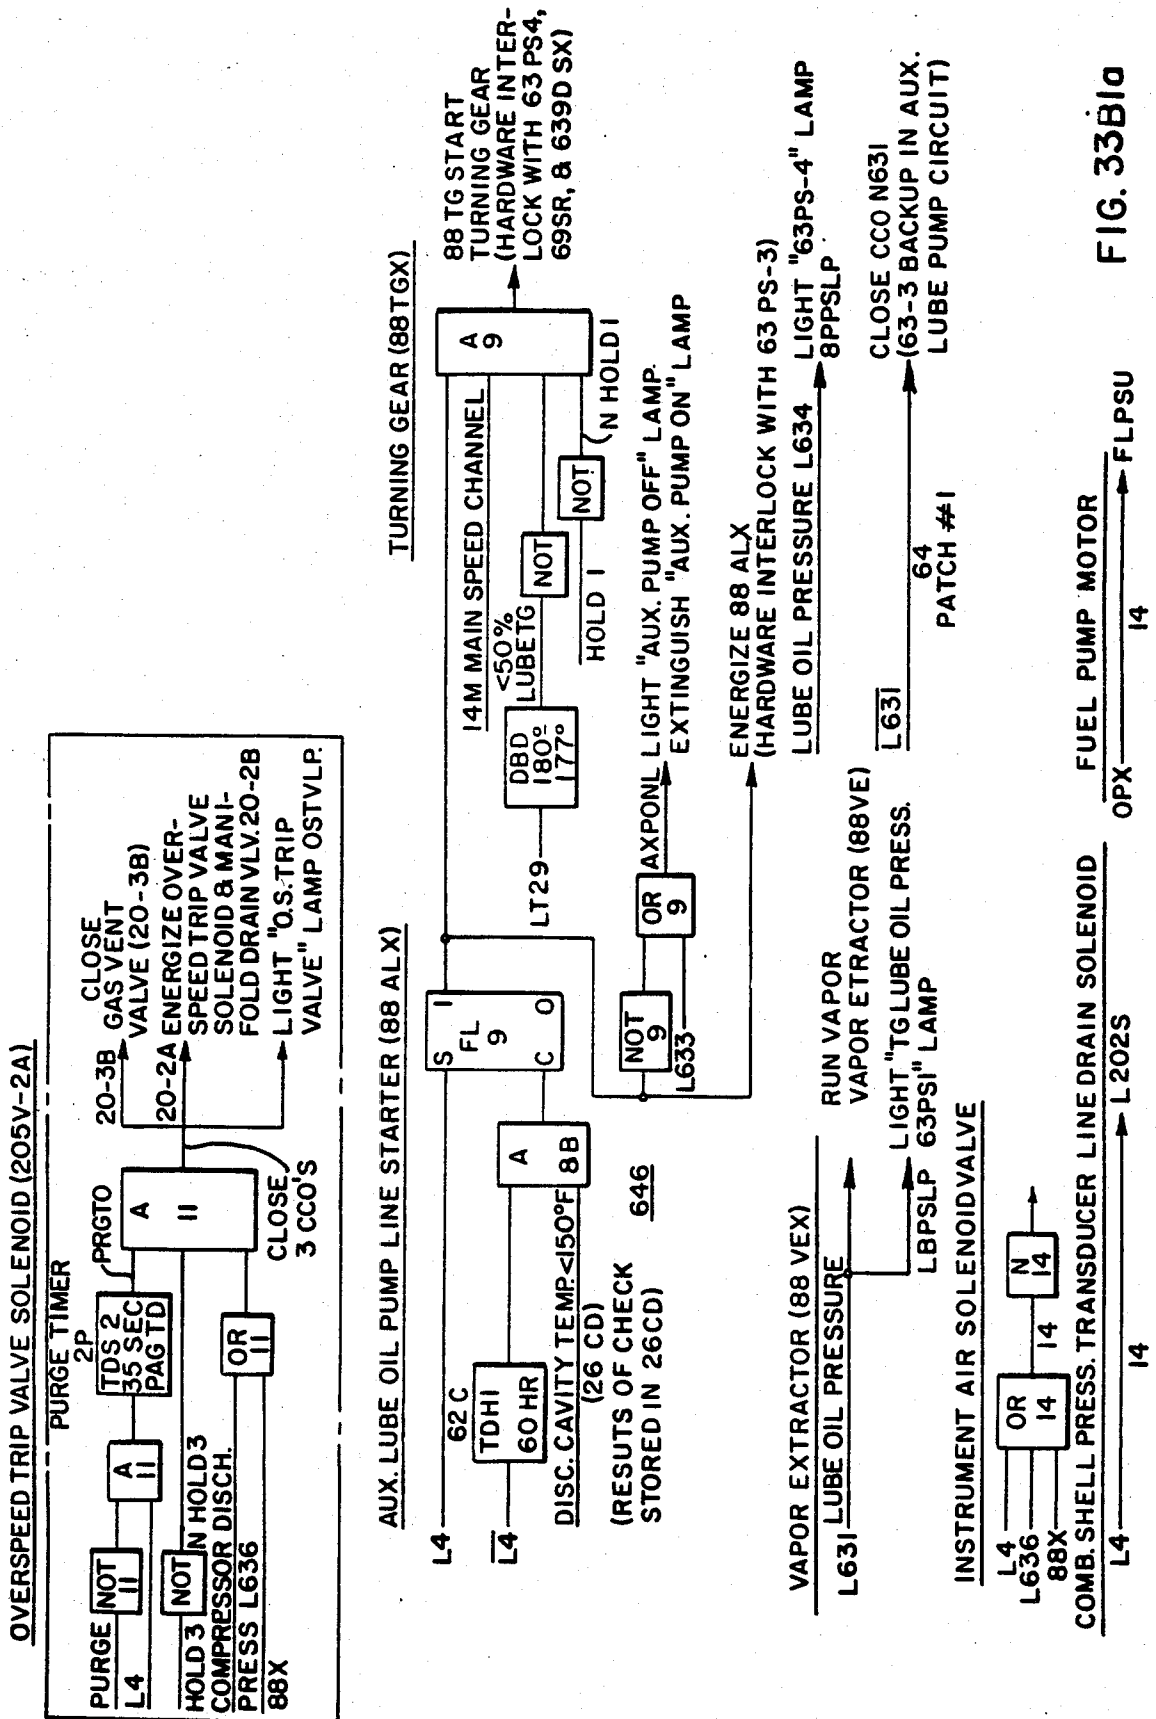 OVERSPEED TRIP VALVE SOLENOID (205V-2A)
PURGE TIMER
2P
PURGE
NOT
11
L4
A
11
TDS 2
35 SEC
PAG TD
PRGTO
HOLD 3
NOT
N HOLD 3
COMPRESSOR DISCH.
PRESS L636
88X
OR
11
A
11
CLOSE
3 CCO'S
20-3B
CLOSE
GAS VENT
VALVE (20-3B)
20-2A
ENERGIZE OVER-
SPEED TRIP VALVE
SOLENOID & MANI-
FOLD DRAIN VLV. 20-2B
LIGHT "O.S. TRIP
VALVE" LAMP OSTVLP.
AUX. LUBE OIL PUMP LINE STARTER (88 ALX)
L4
62 C
L4
TDH1
60 HR
DISC. CAVITY TEMP.<150°F
(26 CD)
(RESUTS OF CHECK
STORED IN 26CD)
A
8B
646
S
I
FL
9
C
O
NOT
9
L633
OR
9
AXPONL
LIGHT "AUX. PUMP OFF" LAMP.
EXTINGUISH "AUX. PUMP ON" LAMP
ENERGIZE 88 ALX
(HARDWARE INTERLOCK WITH 63 PS-3)
TURNING GEAR (88TGX)
14M MAIN SPEED CHANNEL
<50%
LUBETG
LT29
DBD
180°
177°
NOT
HOLD 1
NOT
N HOLD 1
A
9
88 TG START
TURNING GEAR
(HARDWARE INTER-
LOCK WITH 63 PS4,
69SR, & 639D SX)
VAPOR EXTRACTOR (88 VEX)
L631
LUBE OIL PRESSURE
RUN VAPOR
VAPOR ETRACTOR (88VE)
LIGHT "TG LUBE OIL PRESS.
LBPSLP 63PS1" LAMP
LUBE OIL PRESSURE L634
LIGHT "63PS-4" LAMP
8PPSLP
L631
64
PATCH #1
CLOSE CCO N631
(63-3 BACKUP IN AUX.
LUBE PUMP CIRCUIT)
INSTRUMENT AIR SOLENOID VALVE
L4
L636
88X
OR
14
14
N
14
COMB. SHELL PRESS. TRANSDUCER LINE DRAIN SOLENOID
L4
14
L202S
FUEL PUMP MOTOR
OPX
14
FLPSU
FIG. 33B1a